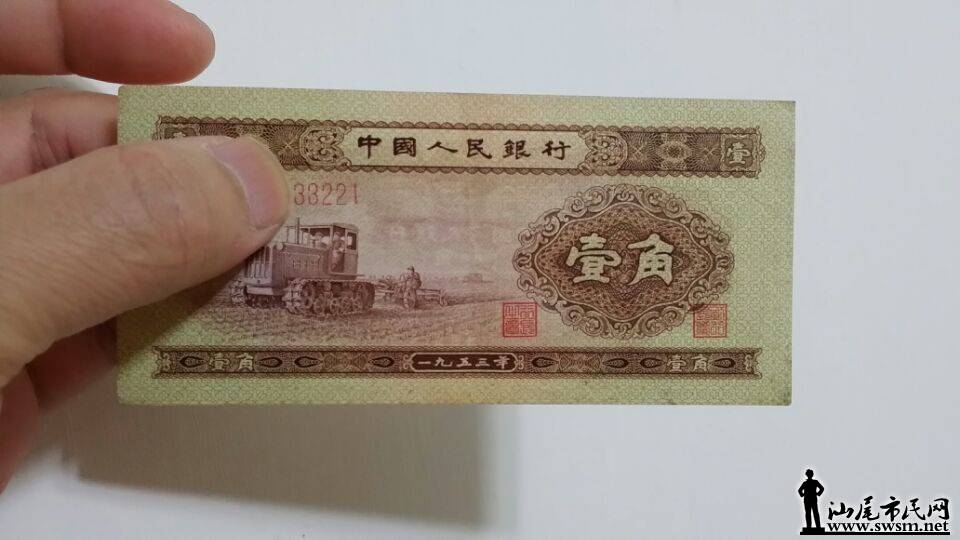 中國人民銀行
壹
33221
壹角
壹角
一九五三年
壹角
汕尾市民网
www.swsm.net